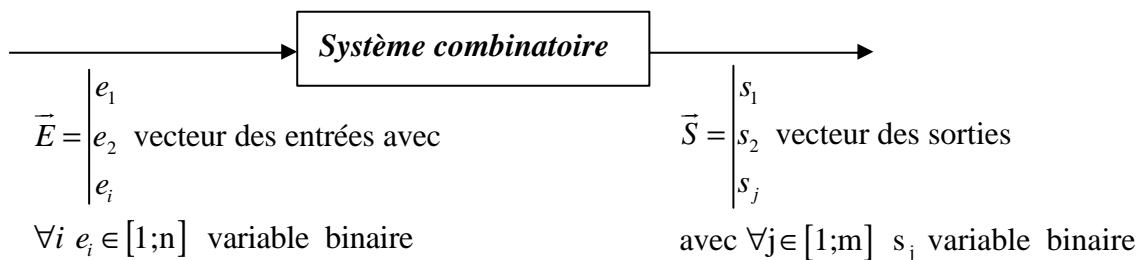 Système combinatoire
e₁
E⃗ = e₂ vecteur des entrées avec
eᵢ
∀i eᵢ ∈ [1;n] variable binaire
s₁
S⃗ = s₂ vecteur des sorties
sⱼ
avec ∀j∈[1;m] sⱼ variable binaire